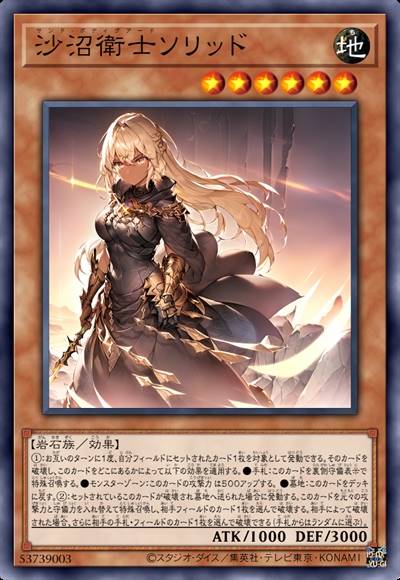 沙沼衛士ソリッド
地
[岩石族／効果]
①:お互いのターンに1度、自分フィールドにセットされたカード1枚を対象として発動できる。そのカードを
破壊し、このカードをどこにあるかによって以下の効果を適用する。●手札:このカードを裏側守備表示で
特殊召喚する。●モンスターゾーン:このカードの攻撃力は500アップする。●墓地:このカードをデッキ
に戻す。②:セットされているこのカードが破壊され墓地へ送られた場合に発動する。このカードを元々の攻
撃力と守備力を入れ替えて特殊召喚し、相手フィールドのカード1枚を選んで破壊できる。相手によって破壊さ
れた場合、さらに相手の手札・フィールドのカード1枚を選んで破壊できる(手札からはランダムに選ぶ)。
ATK/1000 DEF/3000
53739003 ©スタジオ・ダイス／集英社・テレビ東京・KONAMI